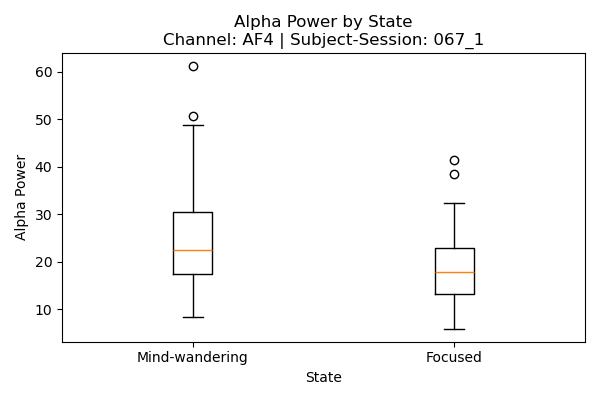 Alpha Power by State
Channel: AF4 | Subject-Session: 067_1
60
50
40
30
20
10
Alpha Power
Mind-wandering
Focused
State